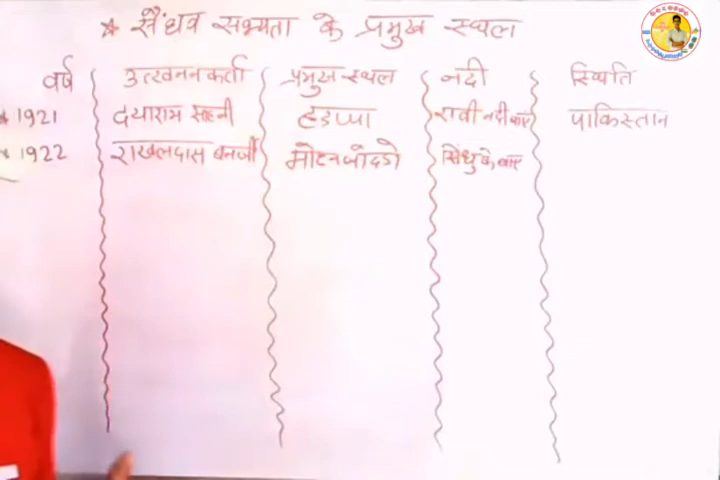 ★ सैंधव सभ्यता के प्रमुख स्थल
वर्ष उत्खननकर्ता प्रमुख स्थल नदी स्थिति
★ 1921 दयाराम साहनी हड़प्पा रावी नदी पाकिस्तान
★ 1922 राखलदास बनर्जी मोहनजोदड़ो सिंधु के